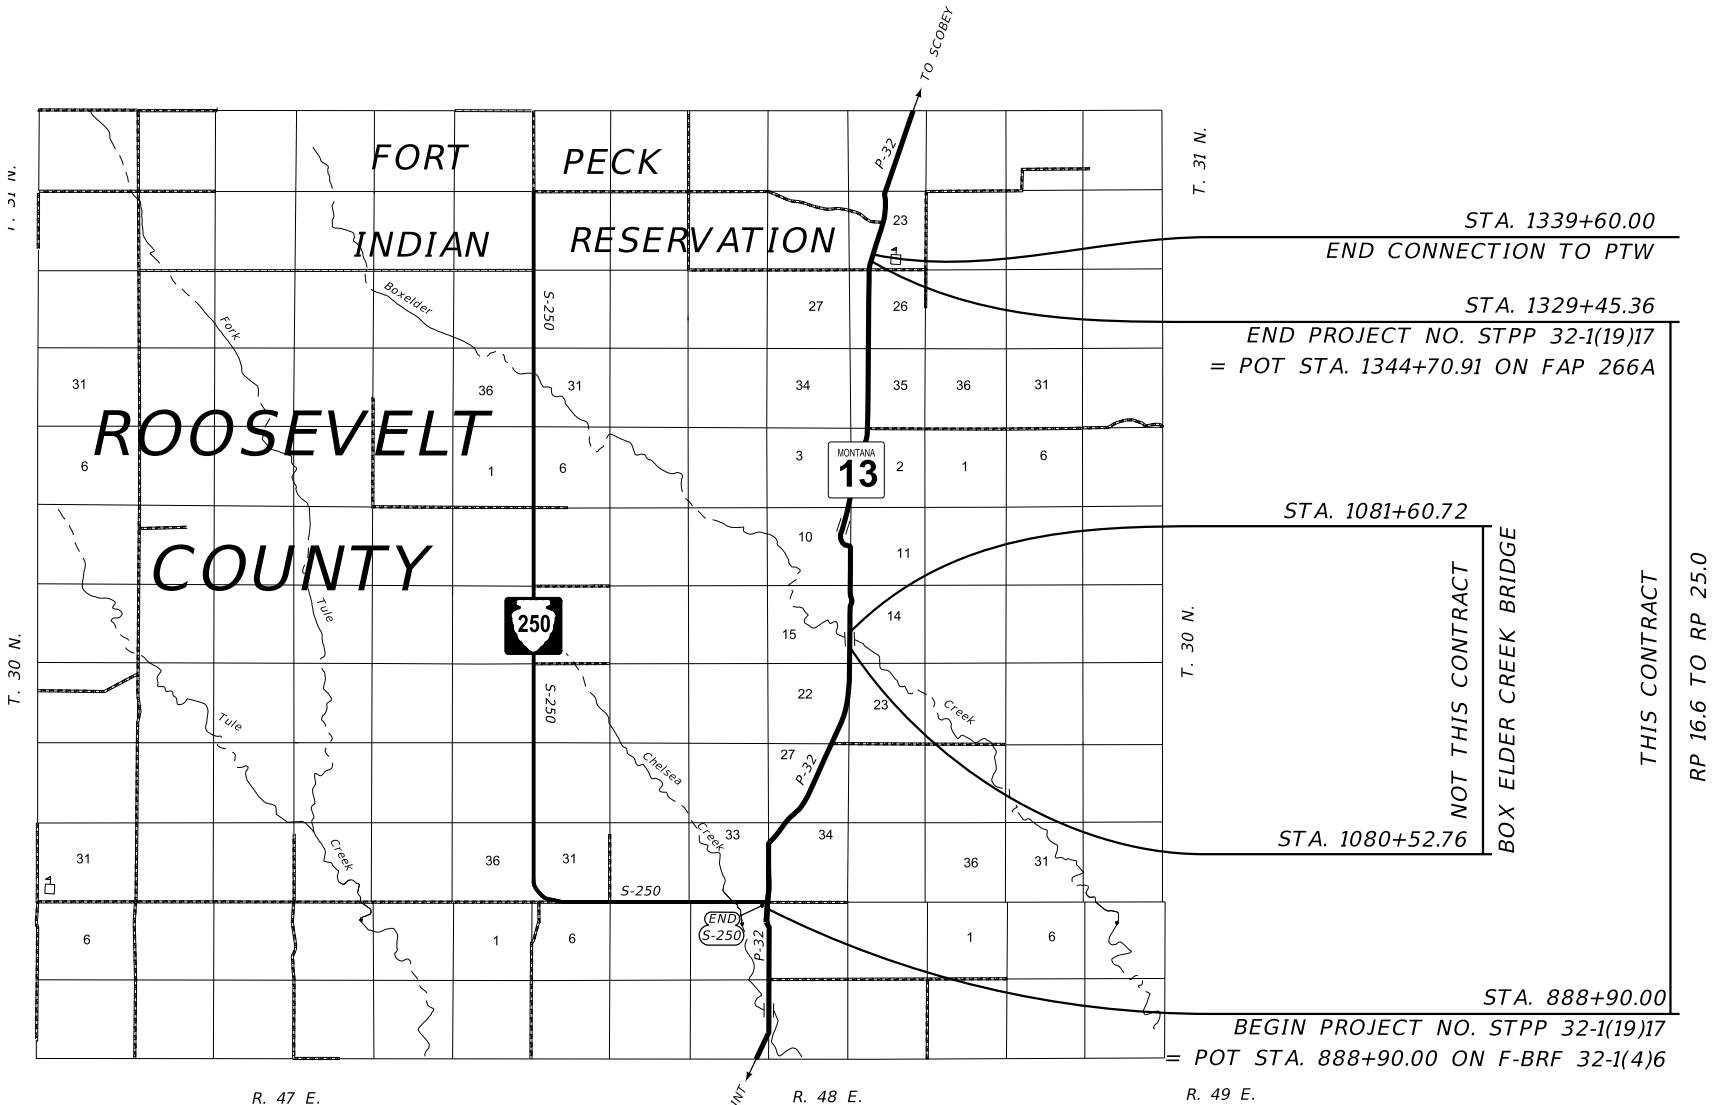 TO SCOBEY
P-32
FORT PECK
INDIAN RESERVATION
T. 31 N.
T. 31 N.
23
STA. 1339+60.00
END CONNECTION TO PTW
Boxelder
S-250
27
26
STA. 1329+45.36
END PROJECT NO. STPP 32-1(19)17
= POT STA. 1344+70.91 ON FAP 266A
Fork
31
36
31
34
35
36
31
ROOSEVELT
6
1
6
3
MONTANA
13
2
1
6
COUNTY
10
11
STA. 1081+60.72
Tule
250
15
14
T. 30 N.
T. 30 N.
NOT THIS CONTRACT
BOX ELDER CREEK BRIDGE
THIS CONTRACT
RP 16.6 TO RP 25.0
S-250
22
23
Creek
Tule
27
P-32
Chelsea
Creek
33
34
STA. 1080+52.76
31
Creek
36
31
36
31
S-250
END
S-250
P-32
6
1
6
1
6
STA. 888+90.00
BEGIN PROJECT NO. STPP 32-1(19)17
= POT STA. 888+90.00 ON F-BRF 32-1(4)6
R. 47 E.
R. 48 E.
R. 49 E.